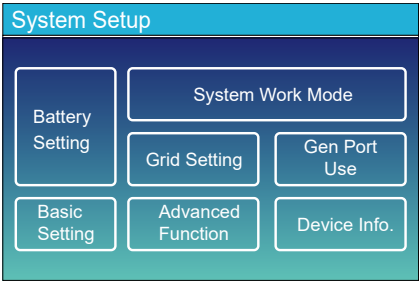 System Setup
Battery
Setting
System Work Mode
Grid Setting
Gen Port
Use
Basic
Setting
Advanced
Function
Device Info.